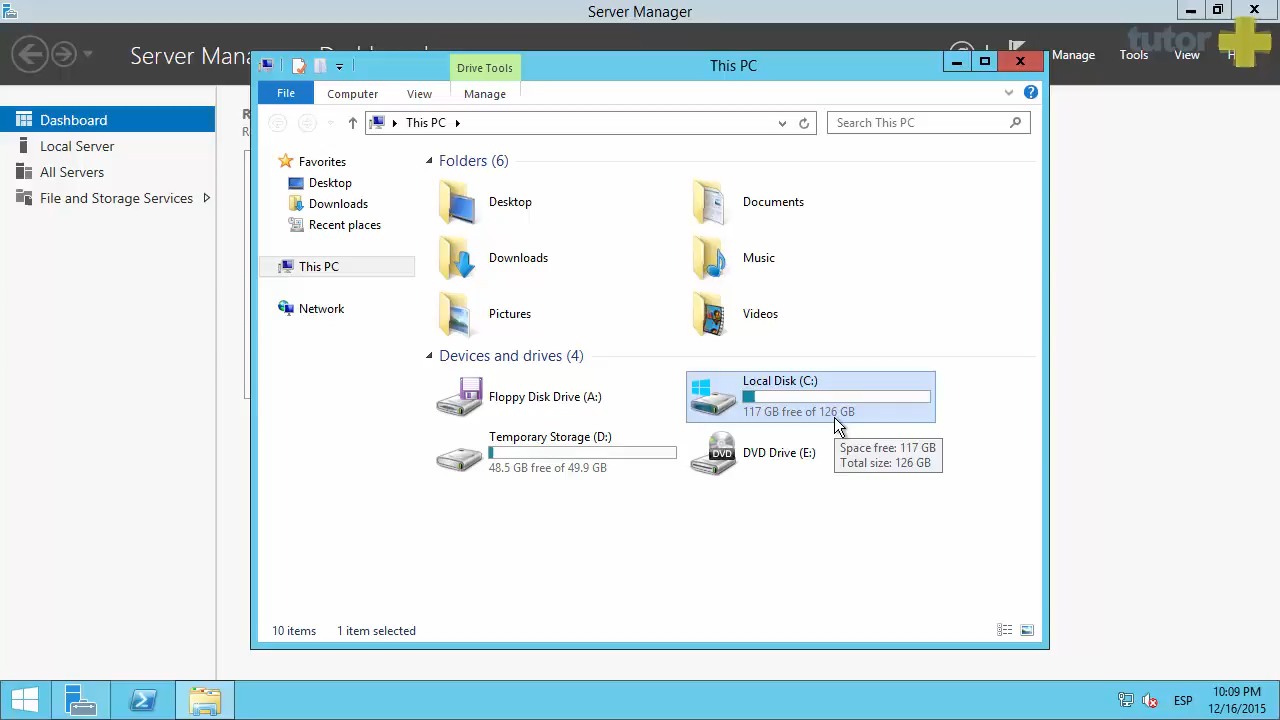 Server Manager
tutor
Server Mana
Manage
Tools
View
Drive Tools
This PC
File
Computer
View
Manage
This PC
Search This PC
Dashboard
Local Server
All Servers
File and Storage Services
Favorites
Desktop
Downloads
Recent places
This PC
Network
Folders (6)
Desktop
Documents
Downloads
Music
Pictures
Videos
Devices and drives (4)
Floppy Disk Drive (A:)
Local Disk (C:)
117 GB free of 126 GB
Temporary Storage (D:)
48.5 GB free of 49.9 GB
DVD
DVD Drive (E:)
Space free: 117 GB
Total size: 126 GB
10 items
1 item selected
ESP
10:09 PM
12/16/2015